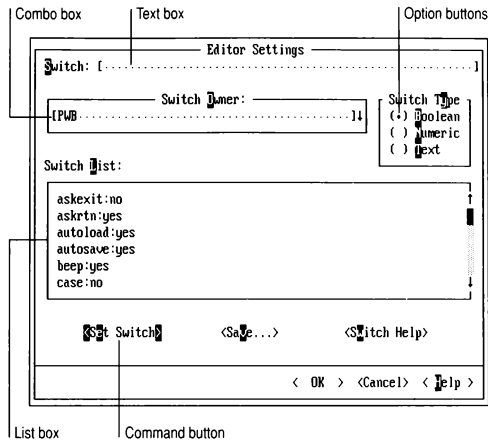 Combo box
Text box
Option buttons
Editor Settings
Switch: [............................................................]
Switch Owner:
[PWB............................................]↓
Switch Type
(•) Boolean
( ) Numeric
( ) Text
Switch List:
askexit:no
askrtn:yes
autoload:yes
autosave:yes
beep:yes
case:no
<Set Switch> <Save...> <Switch Help>
< OK > <Cancel> < Help >
List box
Command button